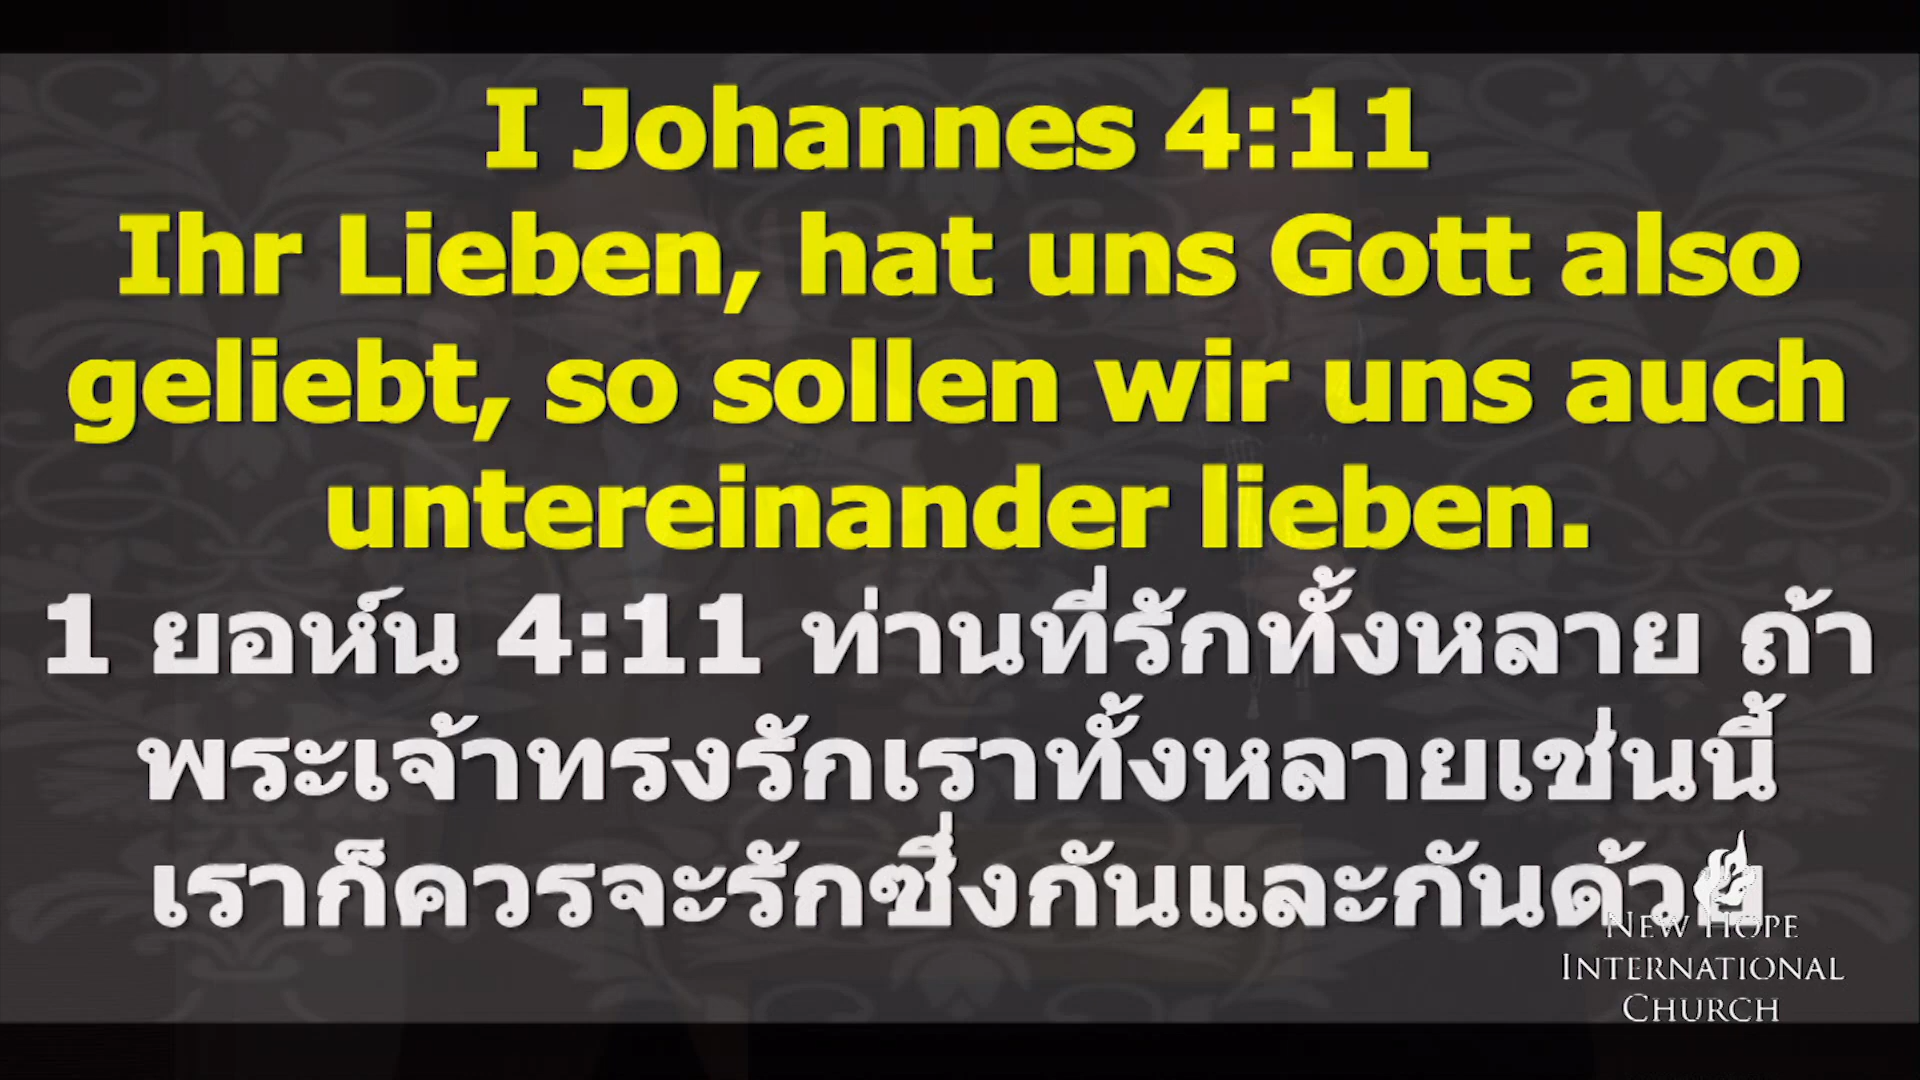 I Johannes 4:11
Ihr Lieben, hat uns Gott also
geliebt, so sollen wir uns auch
untereinander lieben.
1 ยอห์น 4:11 ท่านที่รักทั้งหลาย ถ้า
พระเจ้าทรงรักเราทั้งหลายเช่นนี้
เราก็ควรจะรักซึ่งกันและกันด้วย
NEW HOPE
INTERNATIONAL
CHURCH